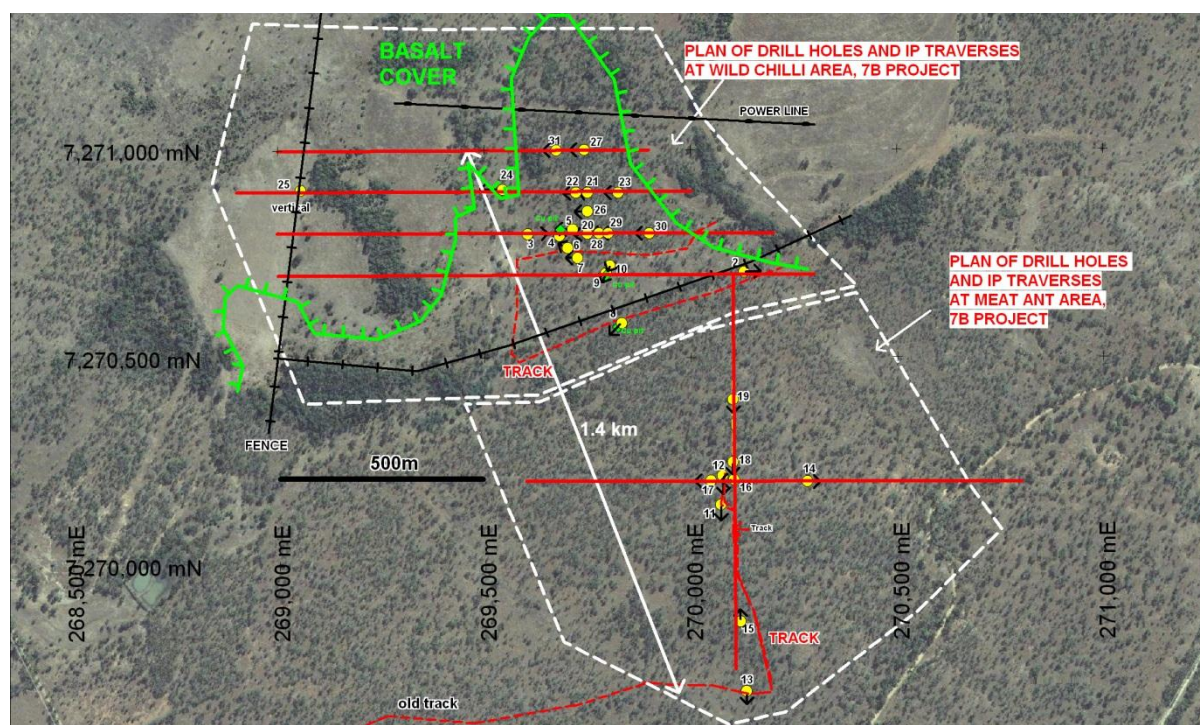 BASALT
COVER
PLAN OF DRILL HOLES AND IP TRAVERSES
AT WILD CHILLI AREA, 7B PROJECT
POWER LINE
7,271,000 mN
31
27
25
vertical
24
22
21
23
26
5
20
29
30
3
4
28
6
7
10
9
2
8
PLAN OF DRILL HOLES
AND IP TRAVERSES
AT MEAT ANT AREA,
7B PROJECT
7,270,500 mN
TRACK
FENCE
1.4 km
500m
19
18
12
14
17
16
11
Track
7,270,000 mN
268,500 mE
269,000 mE
269,500 mE
270,000 mE
270,500 mE
271,000 mE
15
TRACK
13
old track